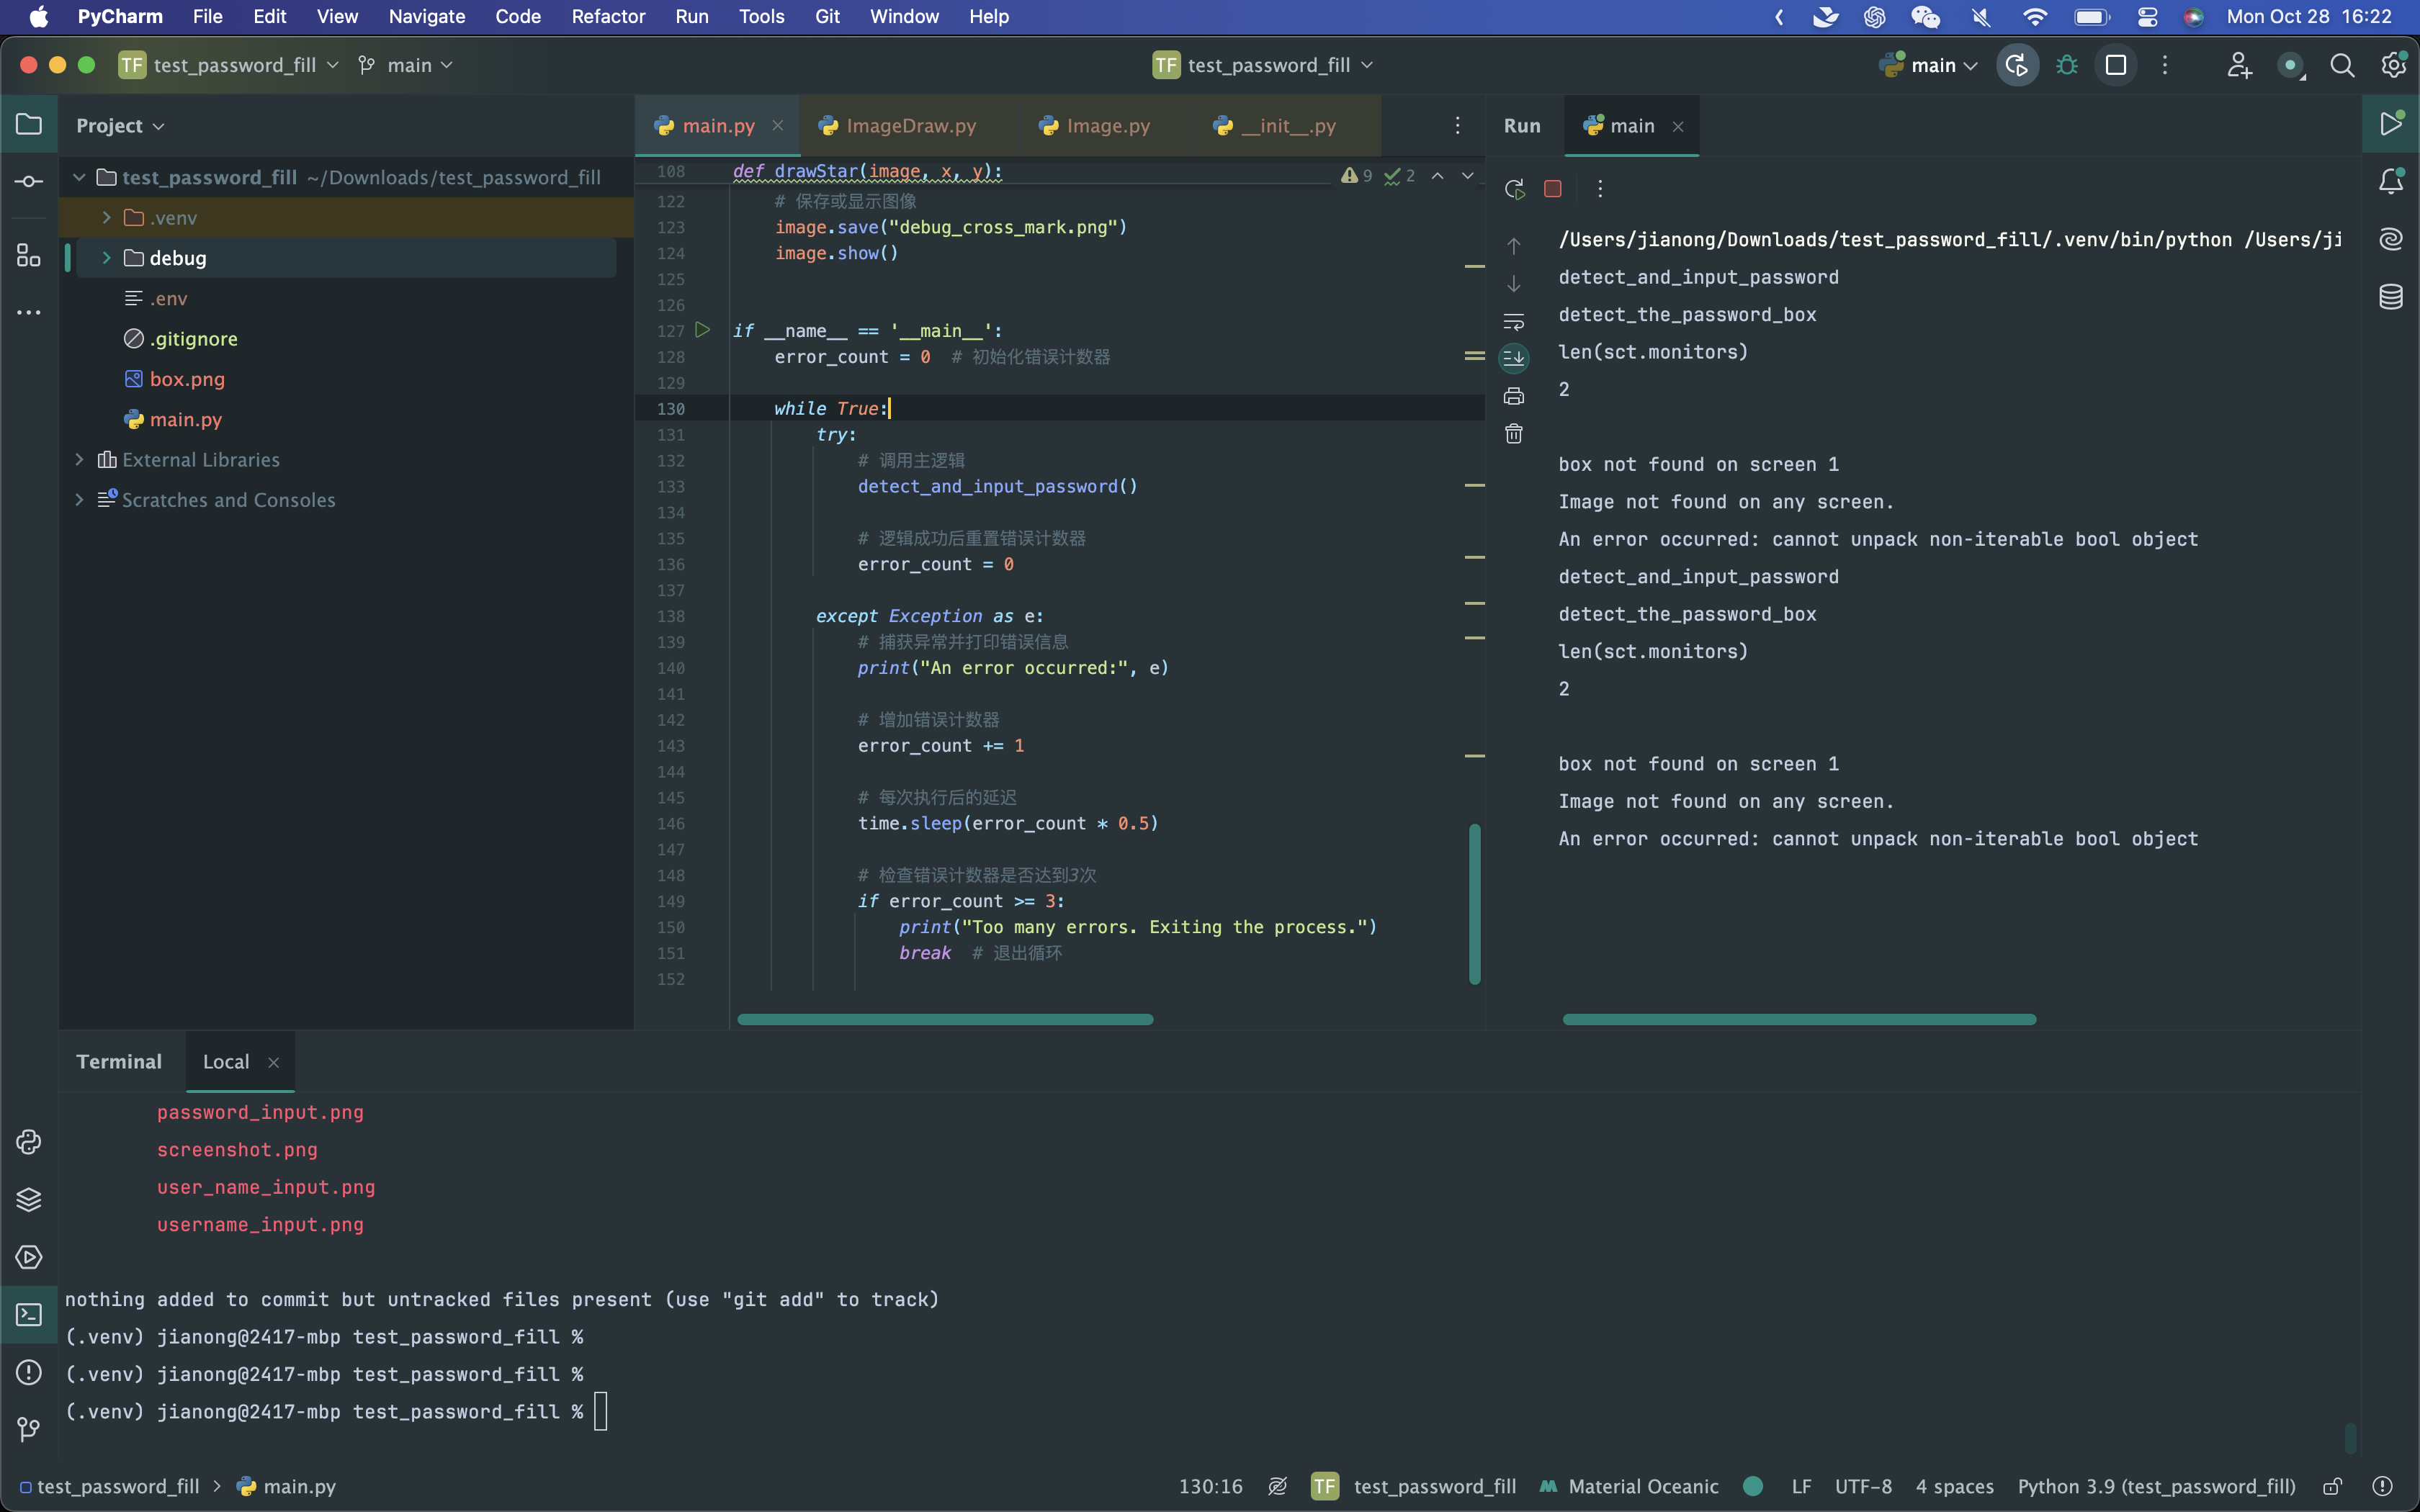 PyCharm File Edit View Navigate Code Refactor Run Tools Git Window Help Mon Oct 28 16:22
TF test_password_fill main TF test_password_fill main
Project
test_password_fill ~/Downloads/test_password_fill
.venv
debug
.env
.gitignore
box.png
main.py
External Libraries
Scratches and Consoles
main.py ImageDraw.py Image.py __init__.py
9 2
108 def drawStar(image, x, y):
122 # 保存或显示图像
123 image.save("debug_cross_mark.png")
124 image.show()
125
126
127 if __name__ == '__main__':
128 error_count = 0 # 初始化错误计数器
129
130 while True:
131 try:
132 # 调用主逻辑
133 detect_and_input_password()
134
135 # 逻辑成功后重置错误计数器
136 error_count = 0
137
138 except Exception as e:
139 # 捕获异常并打印错误信息
140 print("An error occurred:", e)
141
142 # 增加错误计数器
143 error_count += 1
144
145 # 每次执行后的延迟
146 time.sleep(error_count * 0.5)
147
148 # 检查错误计数器是否达到3次
149 if error_count >= 3:
150 print("Too many errors. Exiting the process.")
151 break # 退出循环
152
Run main
/Users/jianong/Downloads/test_password_fill/.venv/bin/python /Users/ji
detect_and_input_password
detect_the_password_box
len(sct.monitors)
2
box not found on screen 1
Image not found on any screen.
An error occurred: cannot unpack non-iterable bool object
detect_and_input_password
detect_the_password_box
len(sct.monitors)
2
box not found on screen 1
Image not found on any screen.
An error occurred: cannot unpack non-iterable bool object
Terminal Local
password_input.png
screenshot.png
user_name_input.png
username_input.png
nothing added to commit but untracked files present (use "git add" to track)
(.venv) jianong@2417-mbp test_password_fill %
(.venv) jianong@2417-mbp test_password_fill %
(.venv) jianong@2417-mbp test_password_fill %
test_password_fill > main.py 130:16 TF test_password_fill Material Oceanic LF UTF-8 4 spaces Python 3.9 (test_password_fill)